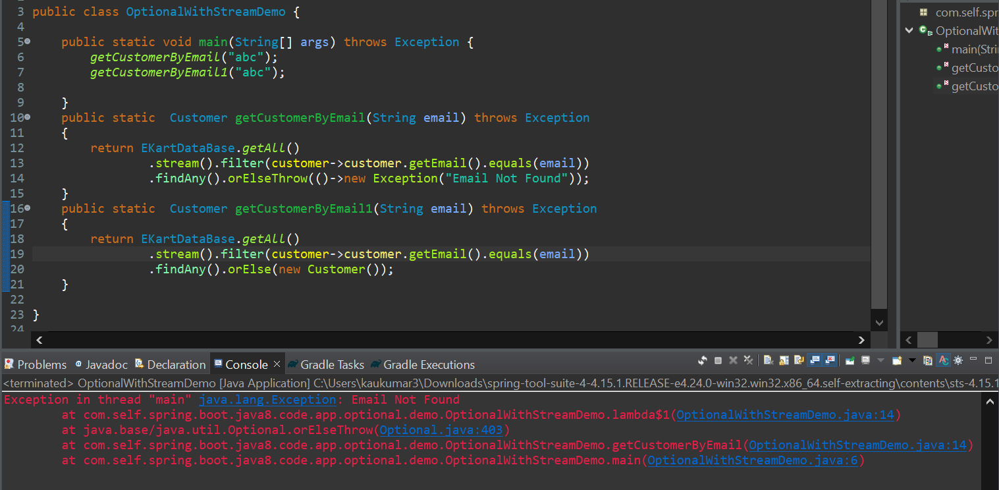 3 public class OptionalWithStreamDemo {
4
5 public static void main(String[] args) throws Exception {
6 getCustomerByEmail("abc");
7 getCustomerByEmail1("abc");
8
9 }
10 public static  Customer getCustomerByEmail(String email) throws Exception
11 {
12 return EKartDataBase.getAll()
13 .stream().filter(customer->customer.getEmail().equals(email))
14 .findAny().orElseThrow(()->new Exception("Email Not Found"));
15 }
16 public static  Customer getCustomerByEmail1(String email) throws Exception
17 {
18 return EKartDataBase.getAll()
19 .stream().filter(customer->customer.getEmail().equals(email))
20 .findAny().orElse(new Customer());
21 }
22
23 }
24
com.self.spr
OptionalWit
main(Stri
getCusto
getCusto
Problems @ Javadoc Declaration Console Gradle Tasks Gradle Executions
<terminated> OptionalWithStreamDemo [Java Application] C:\Users\kaukumar3\Downloads\spring-tool-suite-4-4.15.1.RELEASE-e4.24.0-win32.win32.x86_64.self-extracting\contents\sts-4.15.1
Exception in thread "main" java.lang.Exception: Email Not Found
at com.self.spring.boot.java8.code.app.optional.demo.OptionalWithStreamDemo.lambda$1(OptionalWithStreamDemo.java:14)
at java.base/java.util.Optional.orElseThrow(Optional.java:403)
at com.self.spring.boot.java8.code.app.optional.demo.OptionalWithStreamDemo.getCustomerByEmail(OptionalWithStreamDemo.java:14)
at com.self.spring.boot.java8.code.app.optional.demo.OptionalWithStreamDemo.main(OptionalWithStreamDemo.java:6)